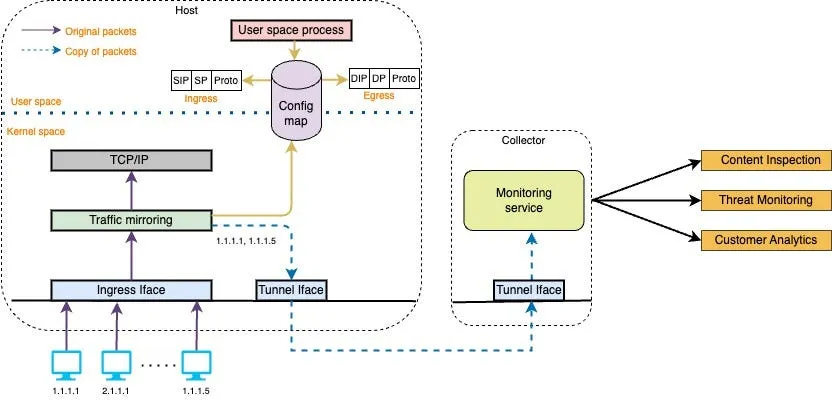 Host
Original packets
Copy of packets
User space process
SIP SP Proto
Ingress
Config
map
DIP DP Proto
Egress
User space
Kernel space
TCP/IP
Traffic mirroring
1.1.1.1, 1.1.1.5
Ingress Iface
Tunnel Iface
1.1.1.1
2.1.1.1
1.1.1.5
Collector
Monitoring
service
Tunnel Iface
Content Inspection
Threat Monitoring
Customer Analytics